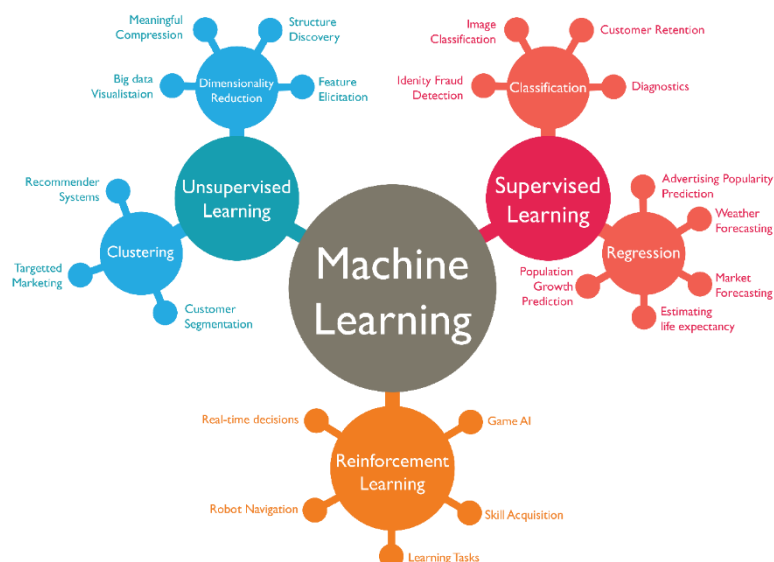 Machine
Learning
Unsupervised
Learning
Dimensionality
Reduction
Meaningful
Compression
Structure
Discovery
Big data
Visualistaion
Feature
Elicitation
Clustering
Recommender
Systems
Targetted
Marketing
Customer
Segmentation
Supervised
Learning
Classification
Image
Classification
Customer Retention
Idenity Fraud
Detection
Diagnostics
Regression
Advertising Popularity
Prediction
Weather
Forecasting
Population
Growth
Prediction
Market
Forecasting
Estimating
life expectancy
Reinforcement
Learning
Real-time decisions
Game AI
Robot Navigation
Skill Acquisition
Learning Tasks